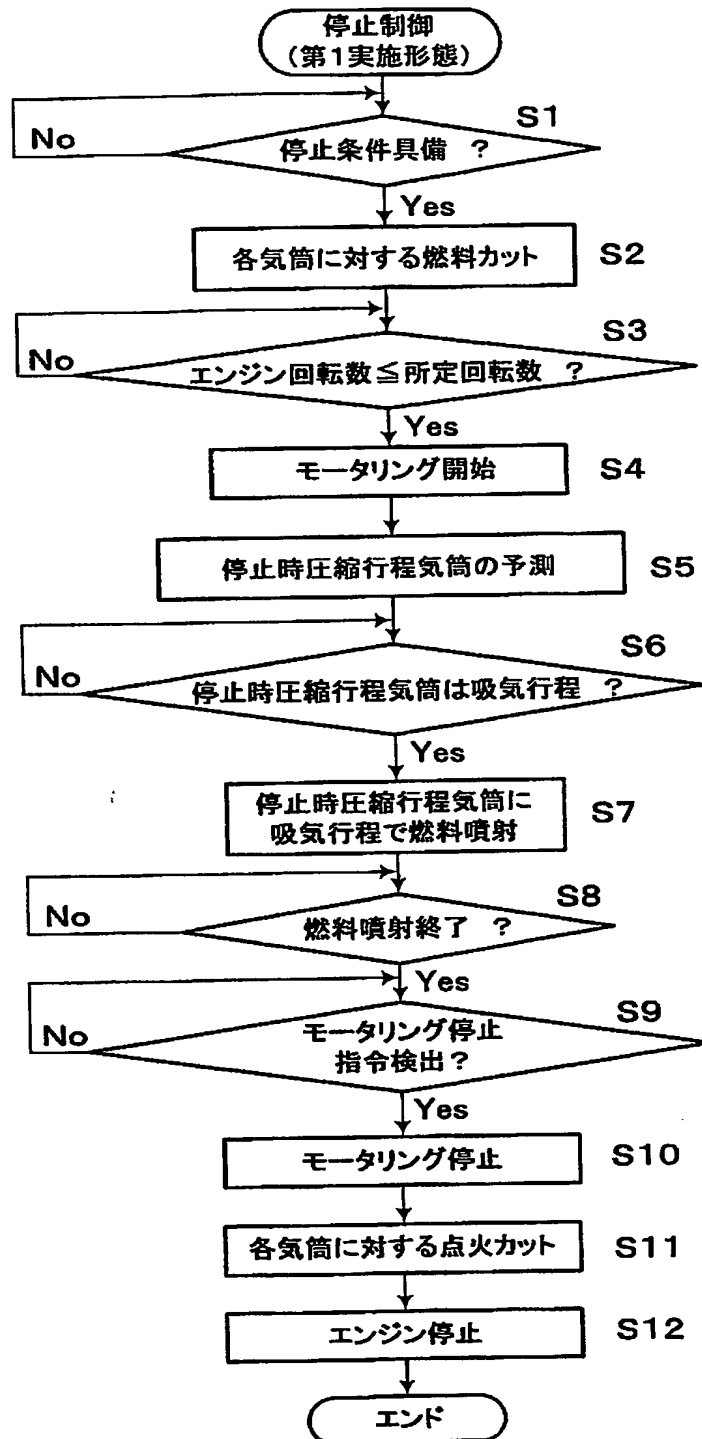 停止制御
(第1実施形態)
S1
No
停止条件具備 ?
Yes
各気筒に対する燃料カット
S2
S3
No
エンジン回転数≦所定回転数 ?
Yes
モータリング開始
S4
停止時圧縮行程気筒の予測
S5
S6
No
停止時圧縮行程気筒は吸気行程 ?
Yes
停止時圧縮行程気筒に
吸気行程で燃料噴射
S7
S8
No
燃料噴射終了 ?
Yes
S9
No
モータリング停止
指令検出?
Yes
モータリング停止
S10
各気筒に対する点火カット
S11
エンジン停止
S12
エンド